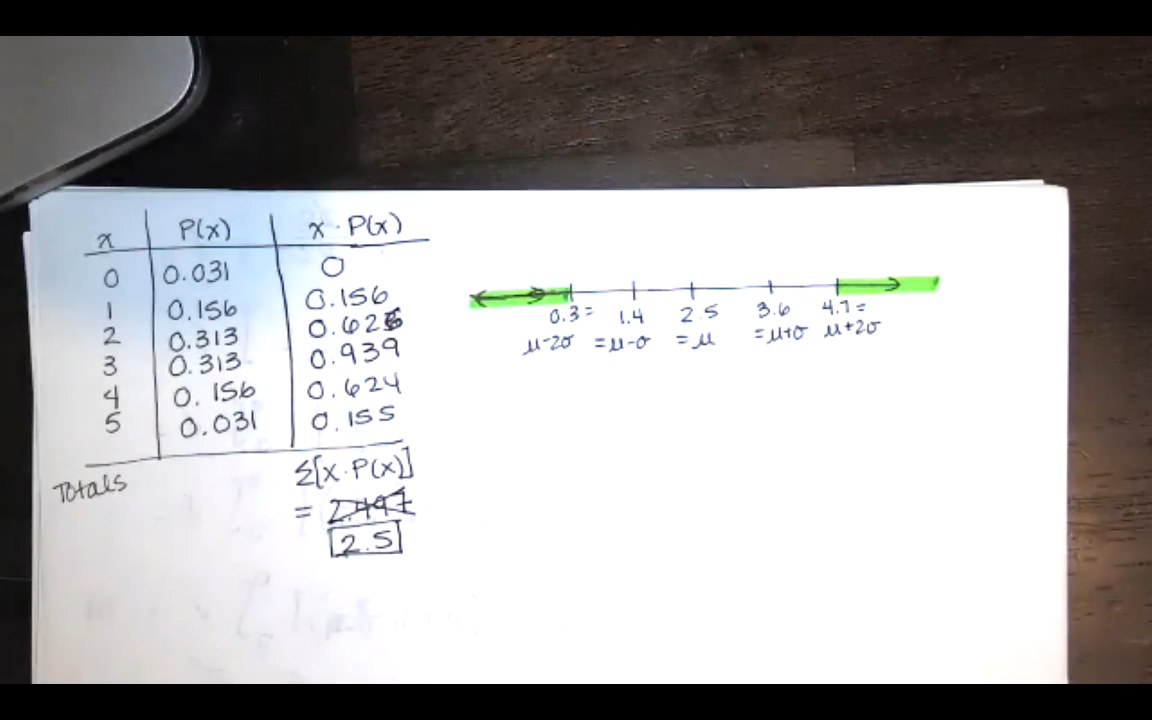 x P(x) x · P(x)
0 0.031 0
1 0.156 0.156
2 0.313 0.626
3 0.313 0.939
4 0.156 0.624
5 0.031 0.155
Totals Σ[x·P(x)]
= 2.497
2.5
0.3= 1.4 2.5 3.6 4.7=
μ-2σ =μ-σ =μ =μ+σ μ+2σ